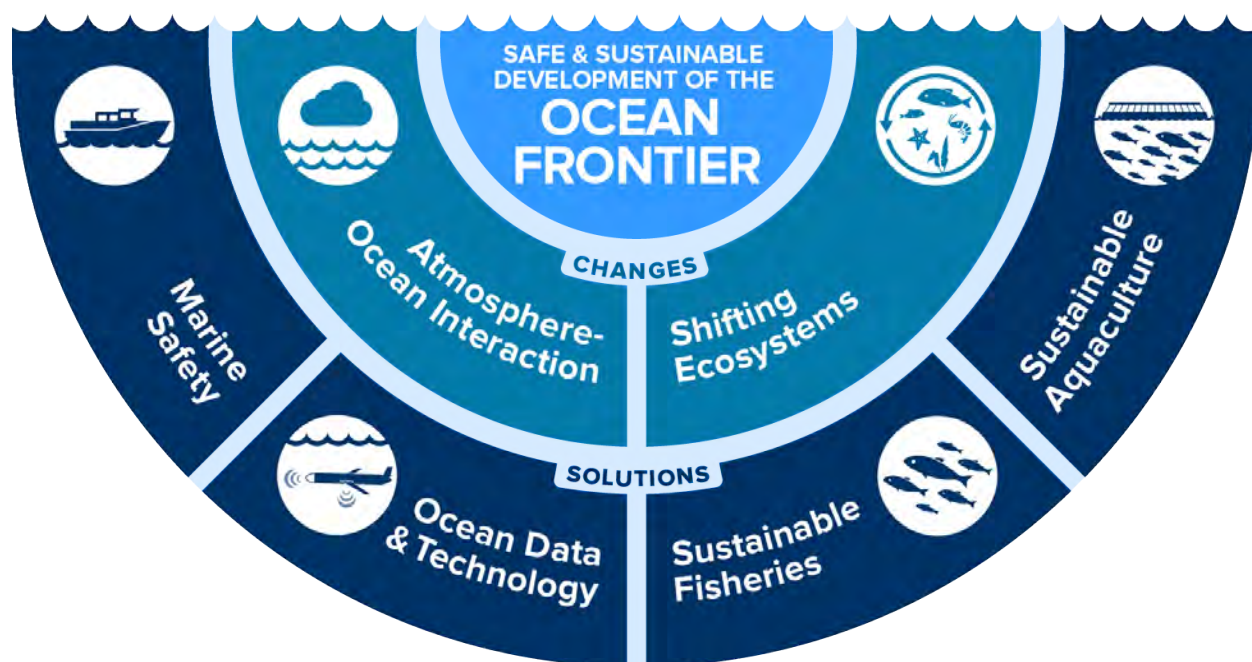 SAFE & SUSTAINABLE
DEVELOPMENT OF THE
OCEAN
FRONTIER
CHANGES
Atmosphere-
Ocean Interaction
Shifting
Ecosystems
SOLUTIONS
Marine
Safety
Ocean Data
& Technology
Sustainable
Fisheries
Sustainable
Aquaculture